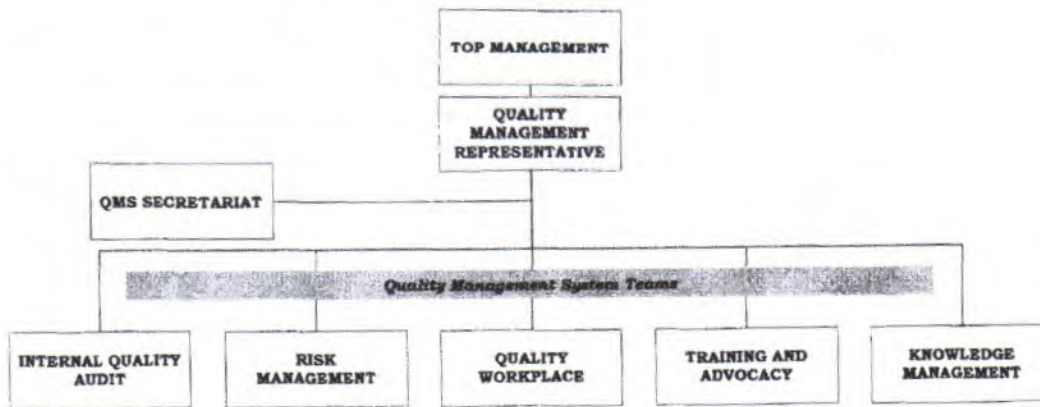 TOP MANAGEMENT
QUALITY
MANAGEMENT
REPRESENTATIVE
QMS SECRETARIAT
Quality Management System Teams
INTERNAL QUALITY
AUDIT
RISK
MANAGEMENT
QUALITY
WORKPLACE
TRAINING AND
ADVOCACY
KNOWLEDGE
MANAGEMENT